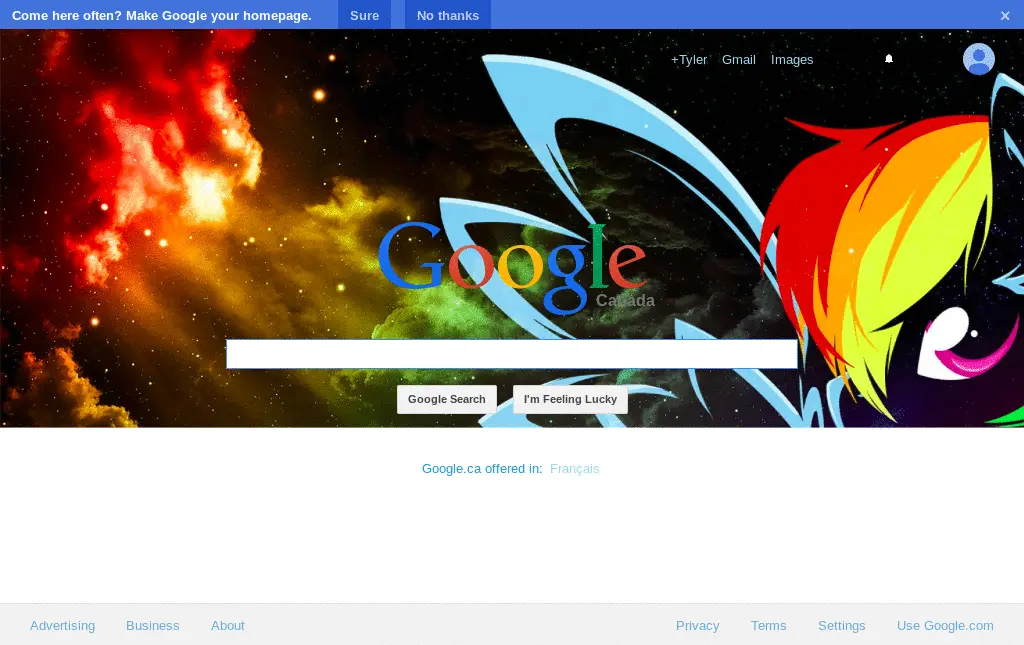 Come here often? Make Google your homepage. Sure No thanks ×
+Tyler Gmail Images
Google
Canada
Google Search I'm Feeling Lucky
Google.ca offered in: Français
Advertising Business About Privacy Terms Settings Use Google.com